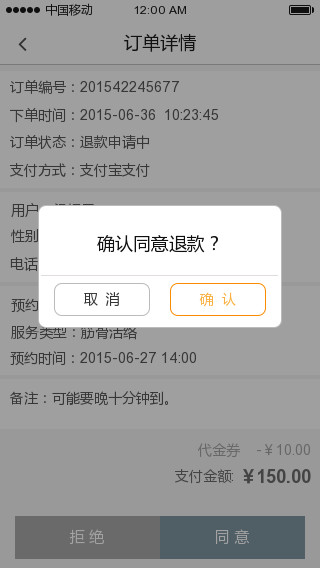 中国移动 12:00 AM
订单详情
订单编号：201542245677
下单时间：2015-06-36 10:23:45
订单状态：退款申请中
支付方式：支付宝支付
用户
性别
电话
确认同意退款？
取 消 确 认
预约
服务类型：筋骨活络
预约时间：2015-06-27 14:00
备注：可能要晚十分钟到。
代金券 -￥10.00
支付金额: ￥150.00
拒 绝 同 意